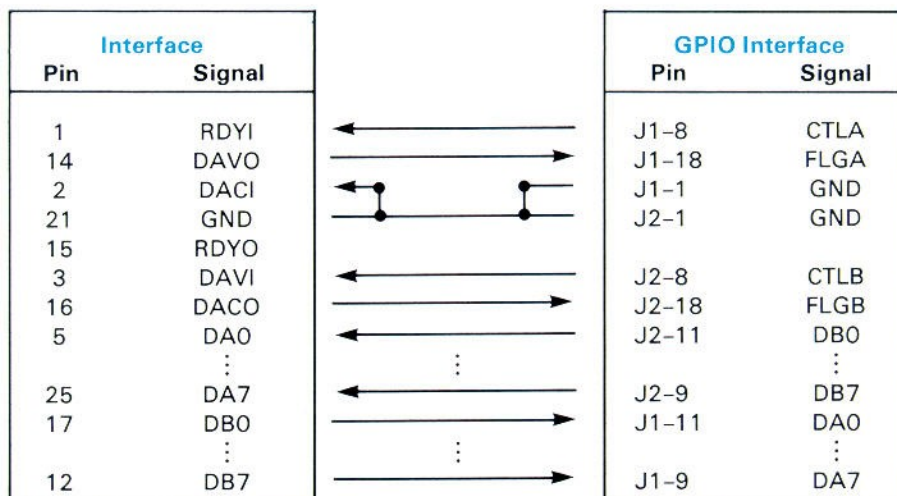 Interface GPIO Interface
Pin Signal Pin Signal
1 RDYI J1-8 CTLA
14 DAVO J1-18 FLGA
2 DACI J1-1 GND
21 GND J2-1 GND
15 RDYO
3 DAVI J2-8 CTLB
16 DACO J2-18 FLGB
5 DA0 J2-11 DB0
⋮ ⋮ ⋮
25 DA7 J2-9 DB7
17 DB0 J1-11 DA0
⋮ ⋮ ⋮
12 DB7 J1-9 DA7